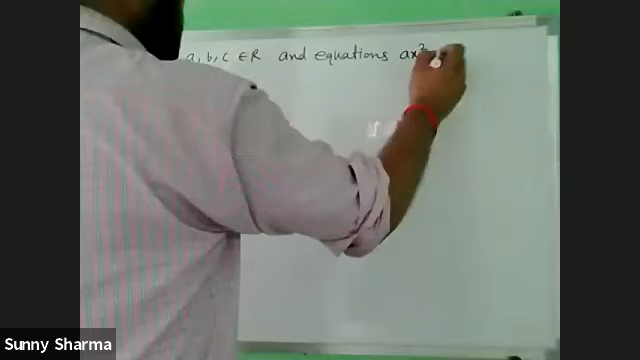 a, b, c ∈ R and equations ax²
Sunny Sharma